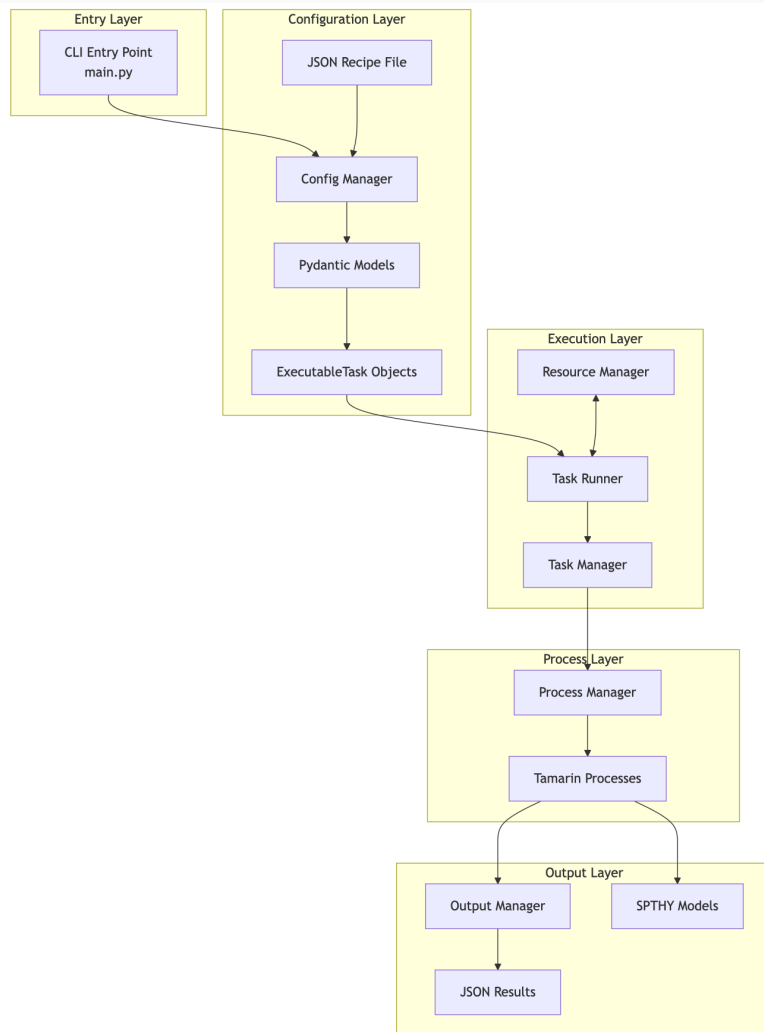 Entry Layer
CLI Entry Point
main.py
Configuration Layer
JSON Recipe File
Config Manager
Pydantic Models
ExecutableTask Objects
Execution Layer
Resource Manager
Task Runner
Task Manager
Process Layer
Process Manager
Tamarin Processes
Output Layer
Output Manager
SPTHY Models
JSON Results